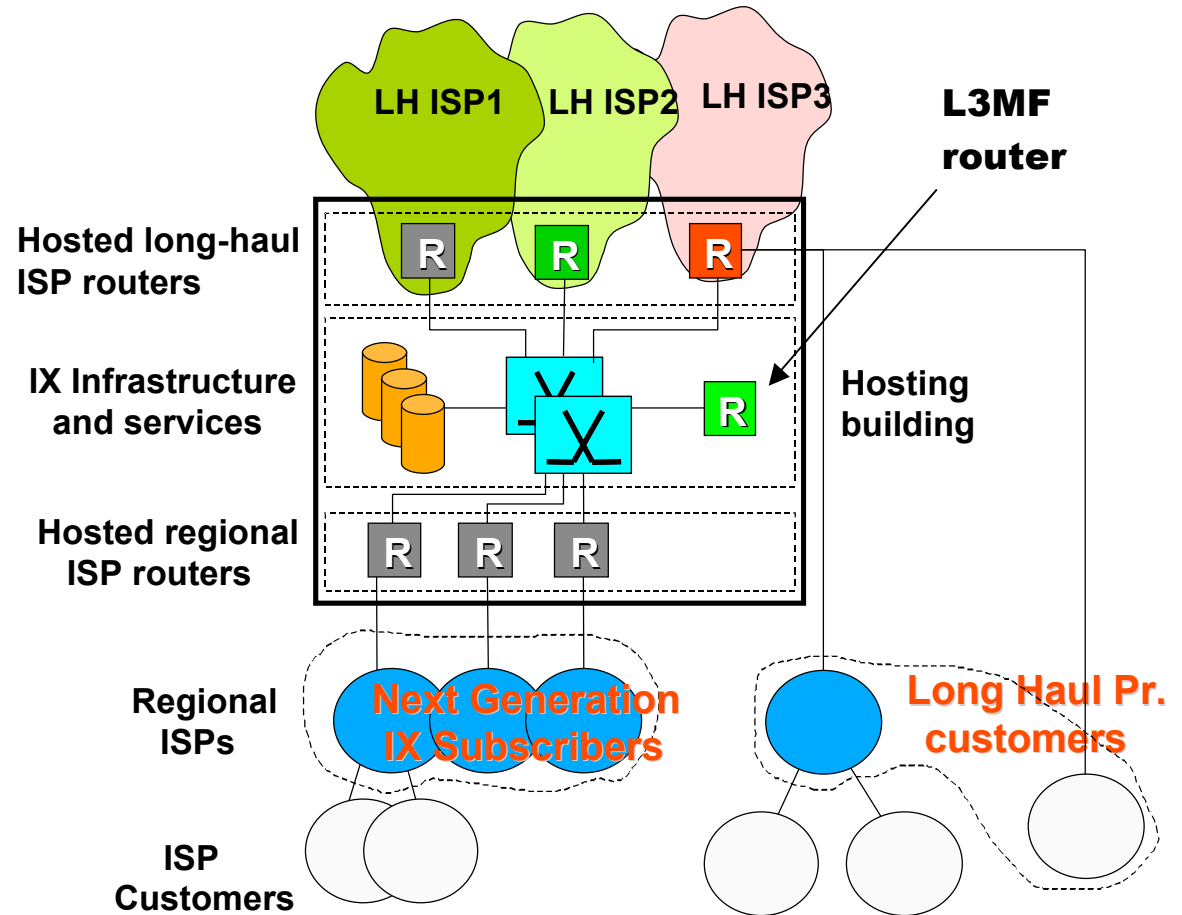 LH ISP1
LH ISP2
LH ISP3
L3MF
router
Hosted long-haul
ISP routers
R
R
R
IX Infrastructure
and services
R
Hosting
building
Hosted regional
ISP routers
R
R
R
Regional
ISPs
Next Generation
IX Subscribers
Long Haul Pr.
customers
ISP
Customers